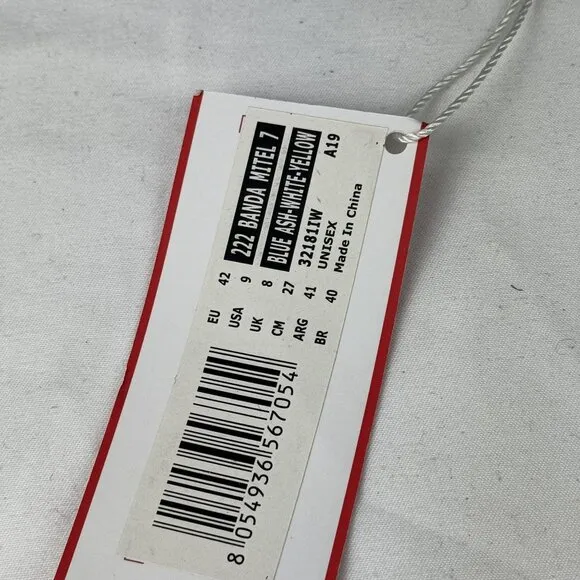 222 BANDA MITEL 7
BLUE ASH-WHITE-YELLOW
32181IW A19
UNISEX
Made In China
EU 42
USA 9
UK 8
CM 27
ARG 41
BR 40
8 054936 567054